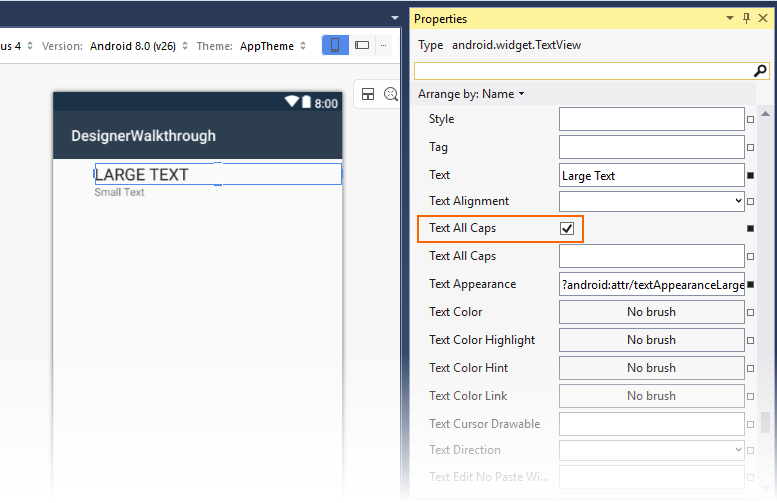 us 4 Version: Android 8.0 (v26) Theme: AppTheme ...
8:00
DesignerWalkthrough
LARGE TEXT
Small Text
Properties
Type android.widget.TextView
Arrange by: Name
Style
Tag
Text Large Text
Text Alignment
Text All Caps
Text All Caps
Text Appearance ?android:attr/textAppearanceLarge
Text Color No brush
Text Color Highlight No brush
Text Color Hint No brush
Text Color Link No brush
Text Cursor Drawable
Text Direction
Text Edit No Paste Wi...